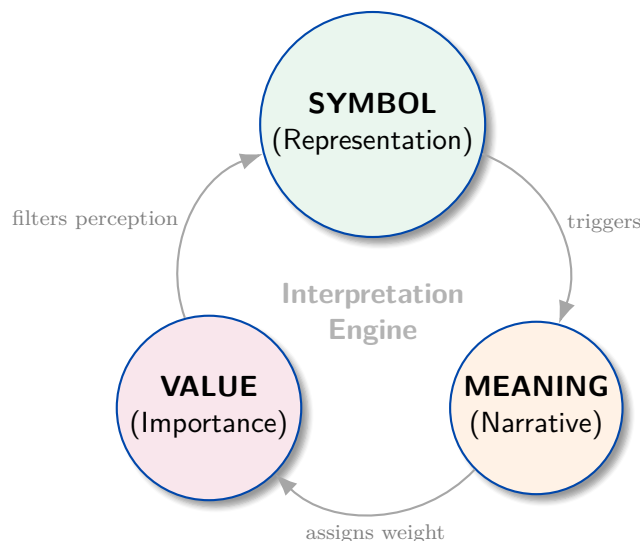 SYMBOL
(Representation)
filters perception
triggers
Interpretation
Engine
VALUE
(Importance)
MEANING
(Narrative)
assigns weight